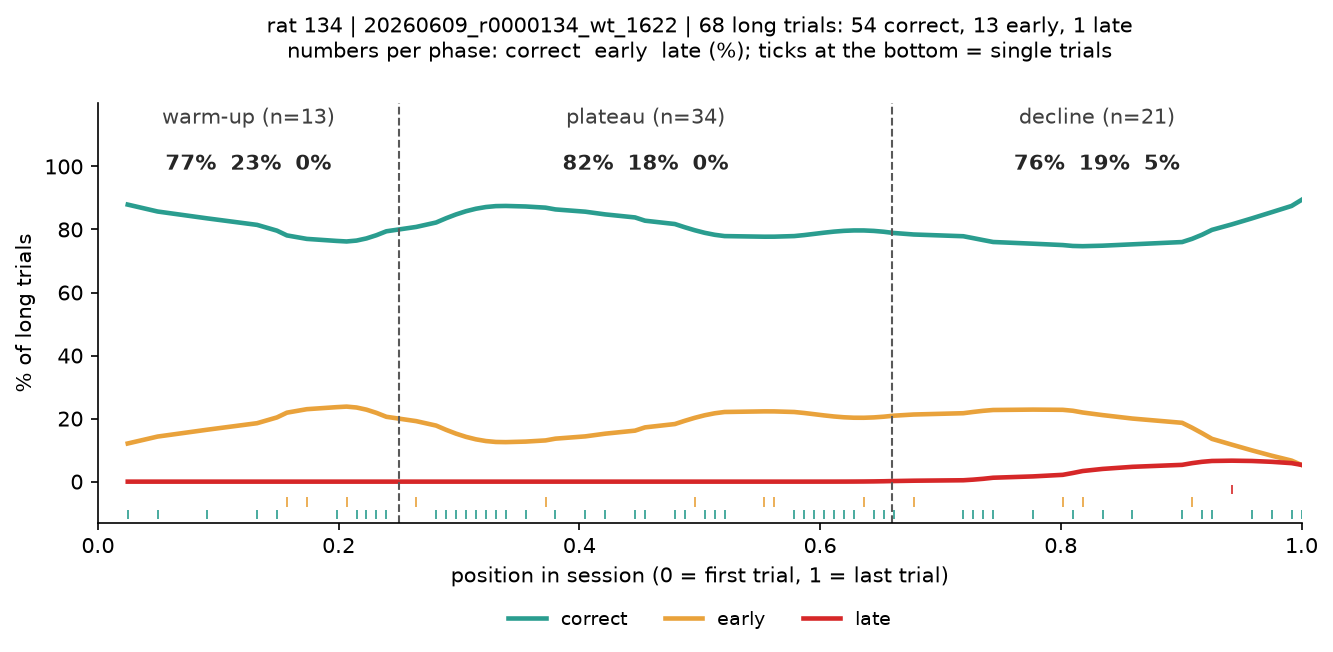 rat 134 | 20260609_r0000134_wt_1622 | 68 long trials: 54 correct, 13 early, 1 late
numbers per phase: correct  early  late (%); ticks at the bottom = single trials
warm-up (n=13)
plateau (n=34)
decline (n=21)
77%  23%  0%
82%  18%  0%
76%  19%  5%
% of long trials
100
80
60
40
20
0
0.0
0.2
0.4
0.6
0.8
1.0
position in session (0 = first trial, 1 = last trial)
correct
early
late